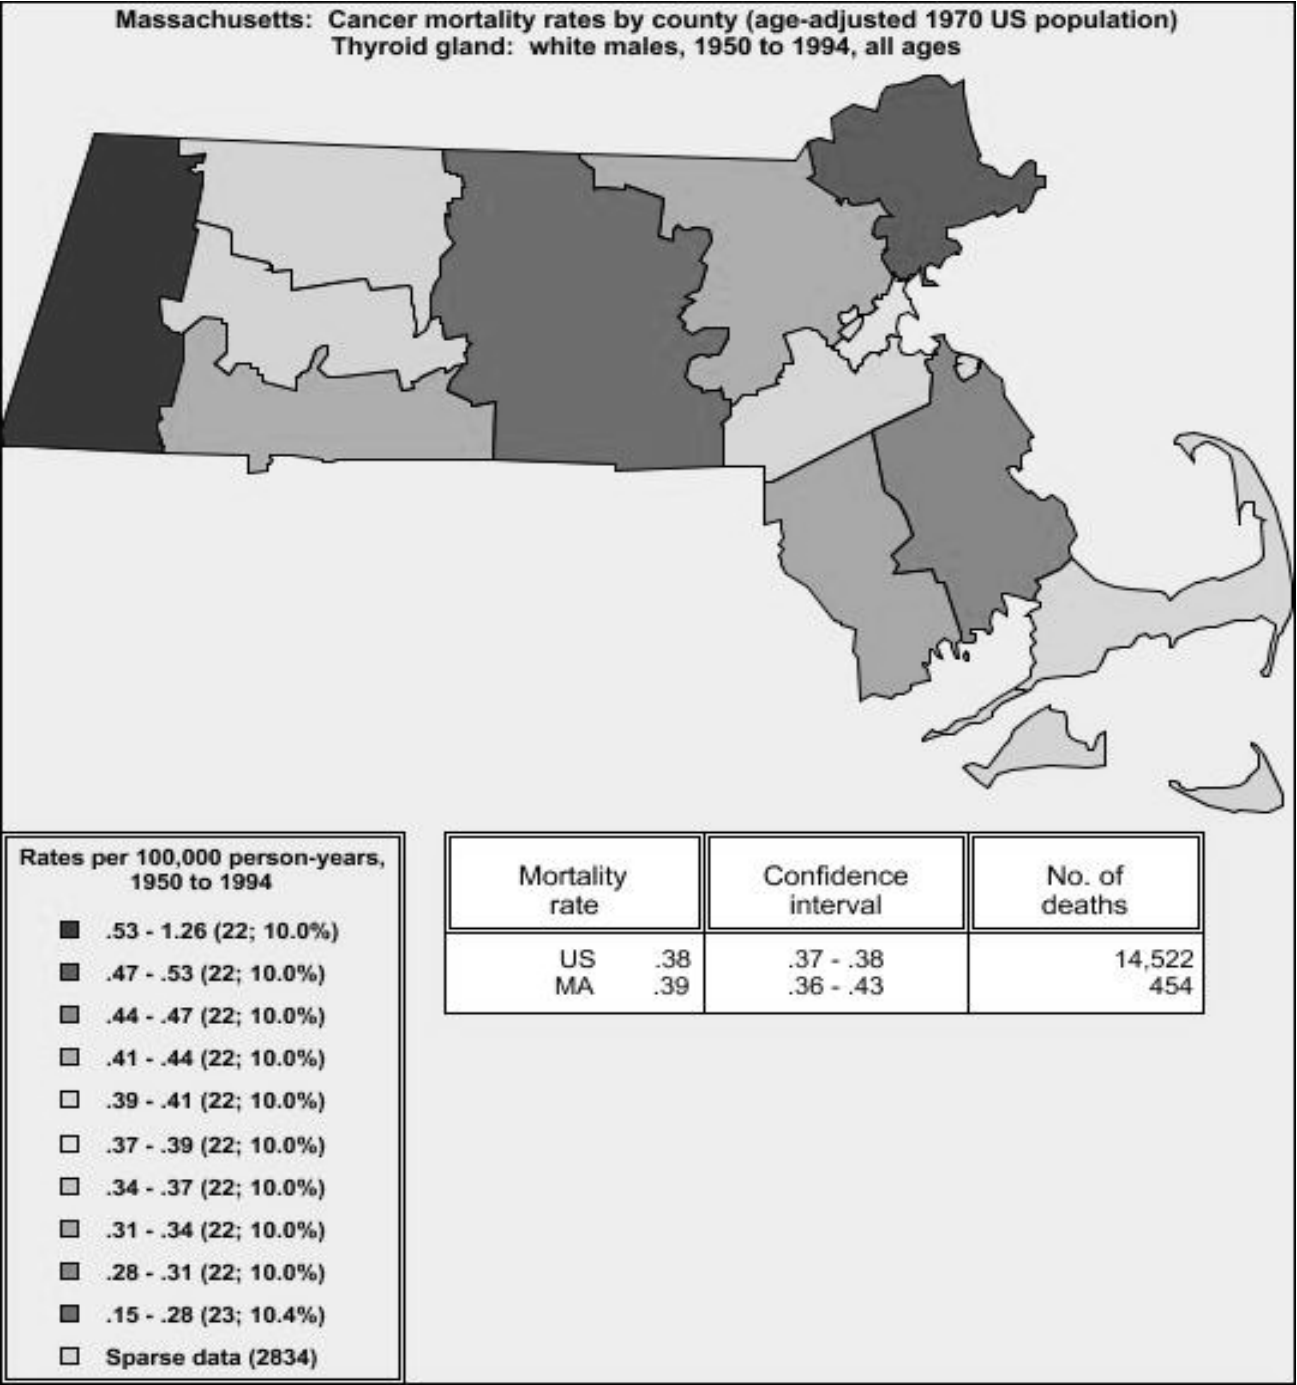 Massachusetts: Cancer mortality rates by county (age-adjusted 1970 US population)
Thyroid gland: white males, 1950 to 1994, all ages
Rates per 100,000 person-years,
1950 to 1994
.53 - 1.26 (22; 10.0%)
.47 - .53 (22; 10.0%)
.44 - .47 (22; 10.0%)
.41 - .44 (22; 10.0%)
.39 - .41 (22; 10.0%)
.37 - .39 (22; 10.0%)
.34 - .37 (22; 10.0%)
.31 - .34 (22; 10.0%)
.28 - .31 (22; 10.0%)
.15 - .28 (23; 10.4%)
Sparse data (2834)
Mortality rate Confidence interval No. of deaths
US .38 .37 - .38 14,522
MA .39 .36 - .43 454